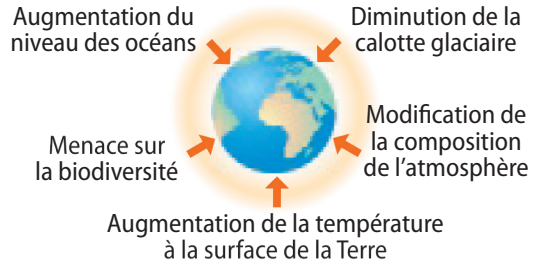 Augmentation du
niveau des océans
Diminution de la
calotte glaciaire
Menace sur
la biodiversité
Modification de
la composition
de l'atmosphère
Augmentation de la température
à la surface de la Terre